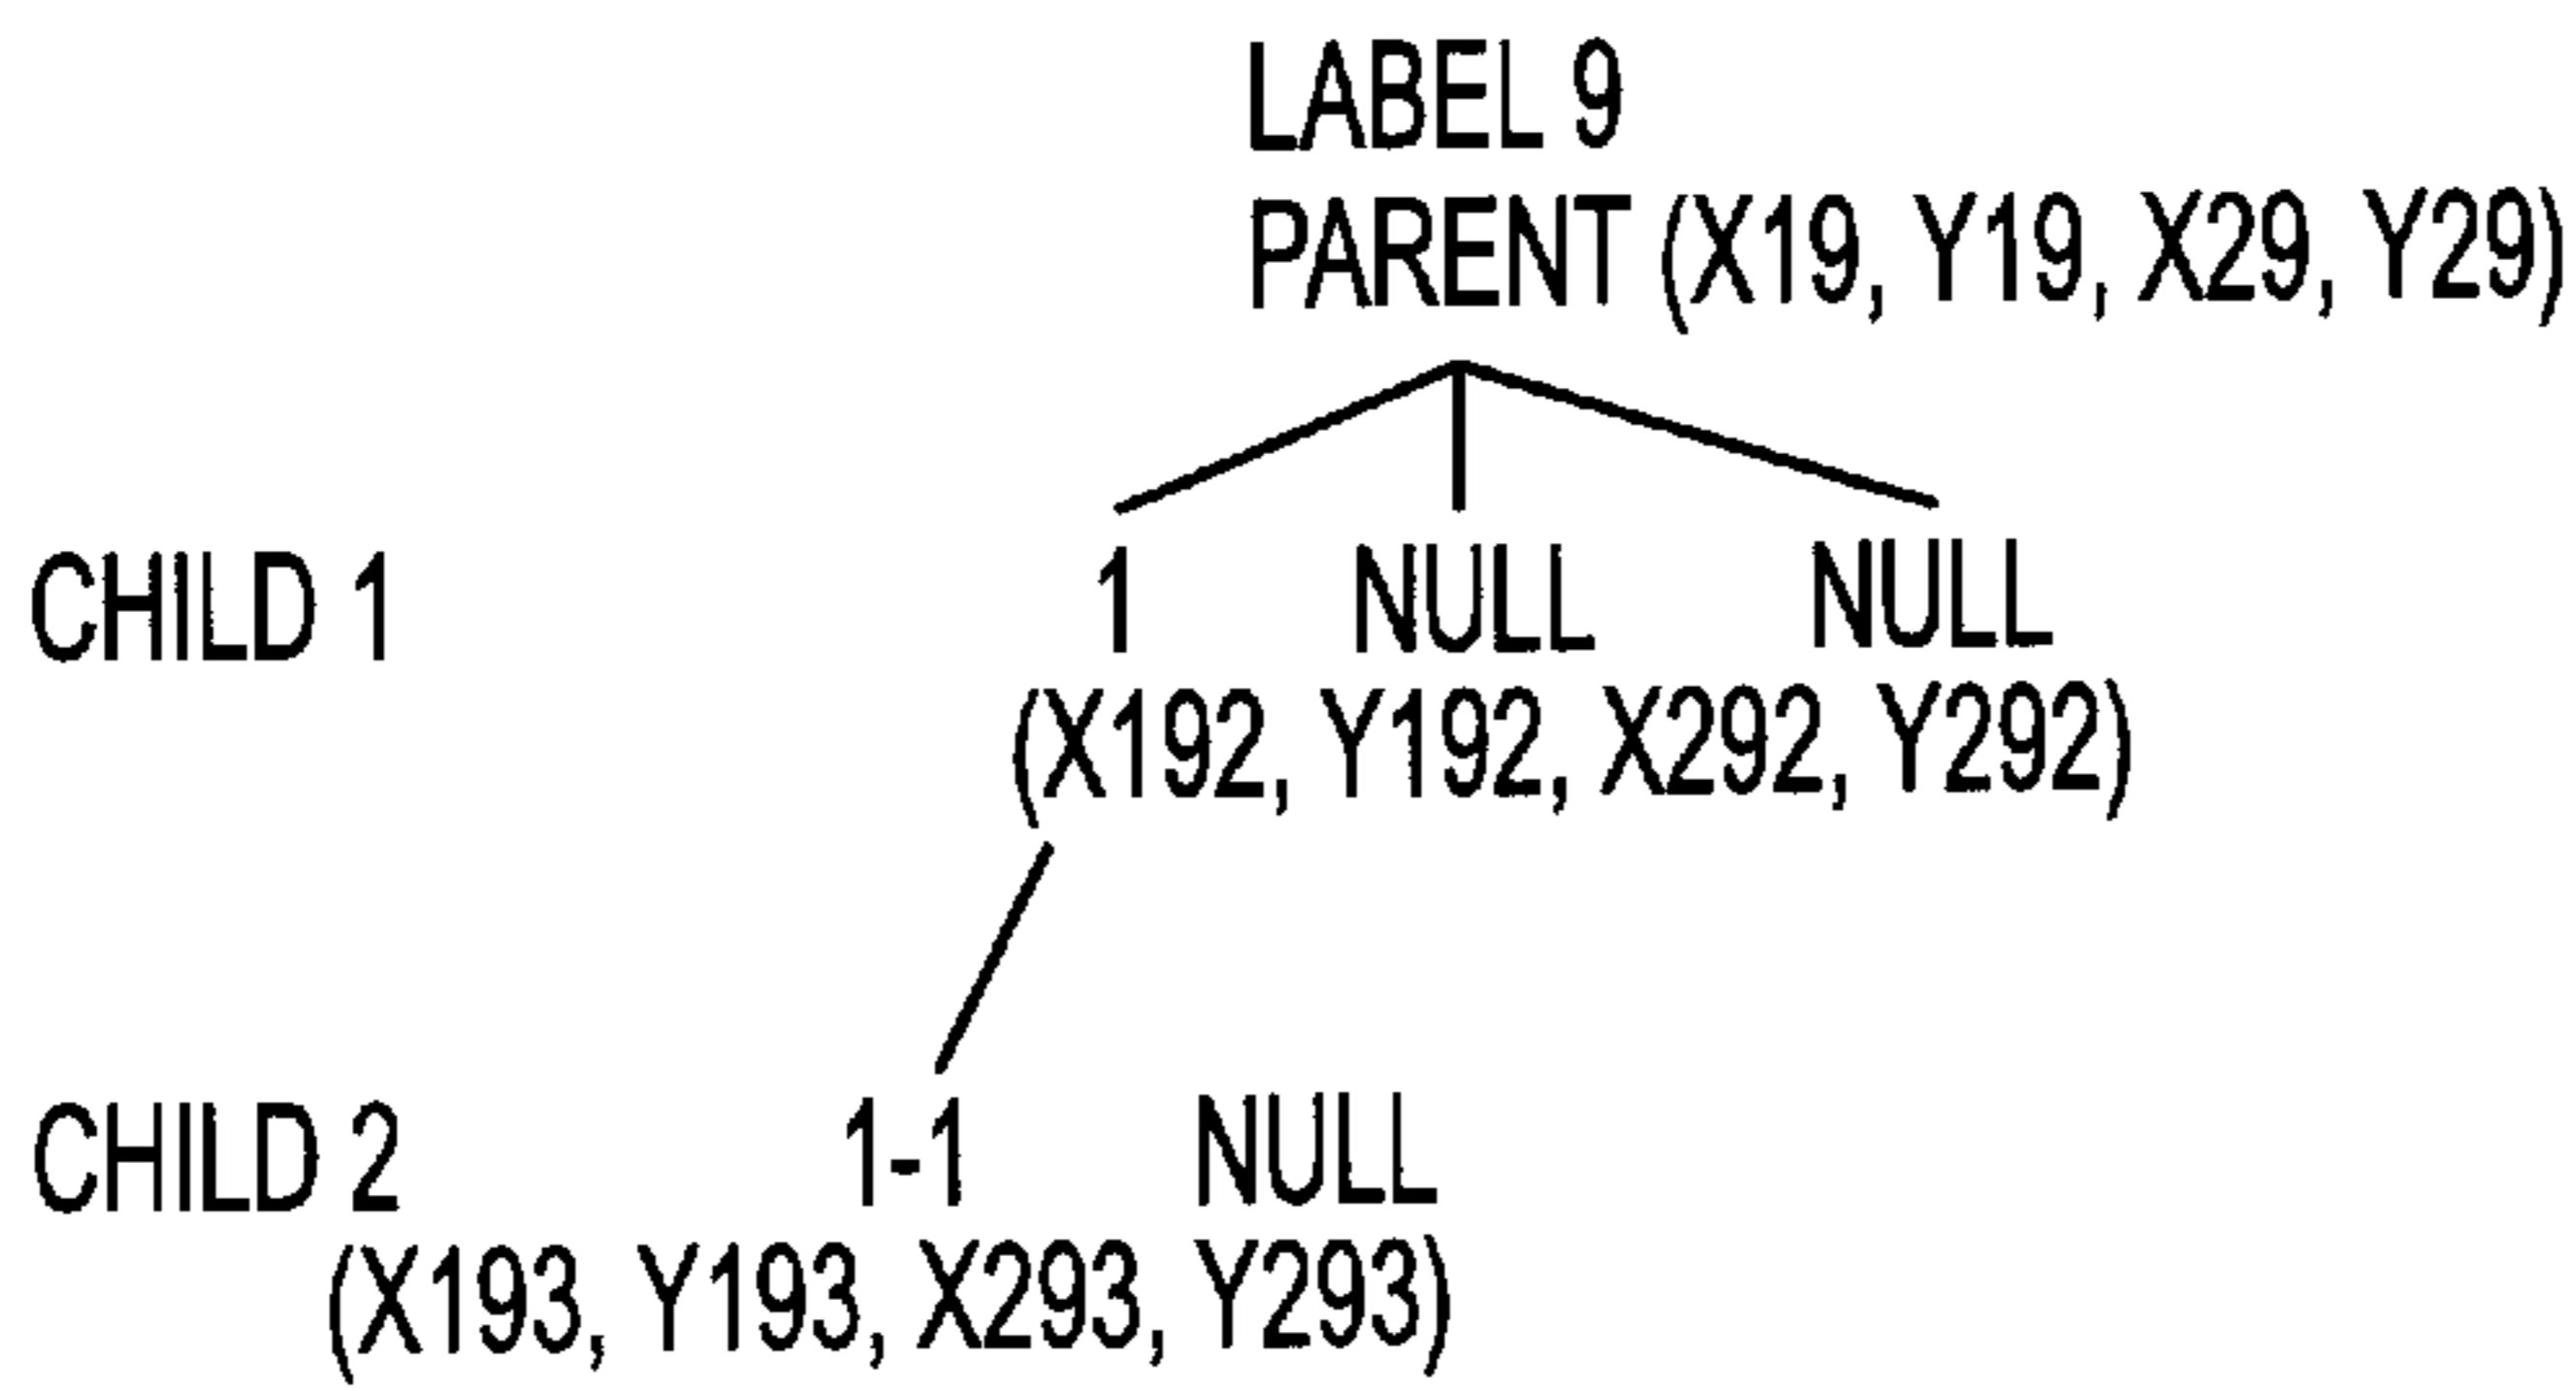 LABEL 9
PARENT (X19, Y19, X29, Y29)
CHILD 1 1 NULL NULL
(X192, Y192, X292, Y292)
CHILD 2 1-1 NULL
(X193, Y193, X293, Y293)